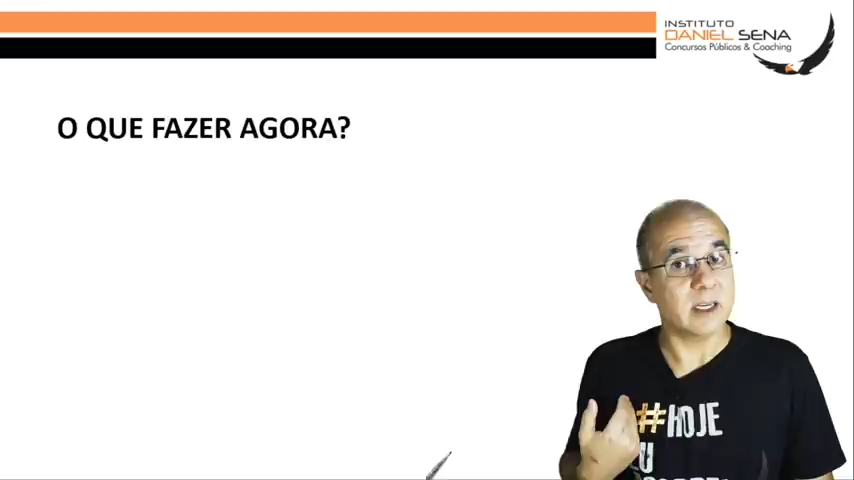 INSTITUTO
DANIEL SENA
Concursos Públicos & Coaching
O QUE FAZER AGORA?
#HOJE